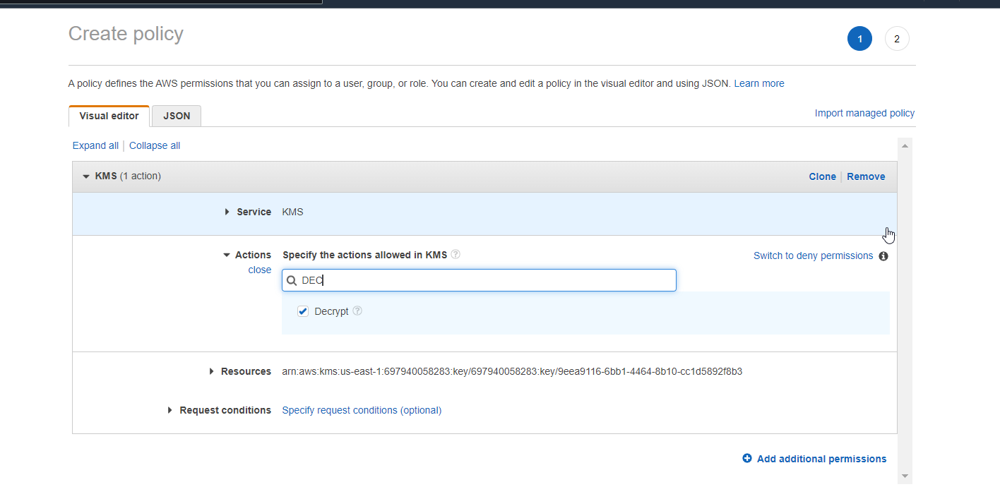 Create policy
1
2
A policy defines the AWS permissions that you can assign to a user, group, or role. You can create and edit a policy in the visual editor and using JSON. Learn more
Visual editor
JSON
Import managed policy
Expand all | Collapse all
KMS (1 action)
Clone | Remove
Service KMS
Actions Specify the actions allowed in KMS ?
close
Switch to deny permissions i
DEC
Decrypt ?
Resources arn:aws:kms:us-east-1:697940058283:key/697940058283:key/9eea9116-6bb1-4464-8b10-cc1d5892f8b3
Request conditions Specify request conditions (optional)
Add additional permissions